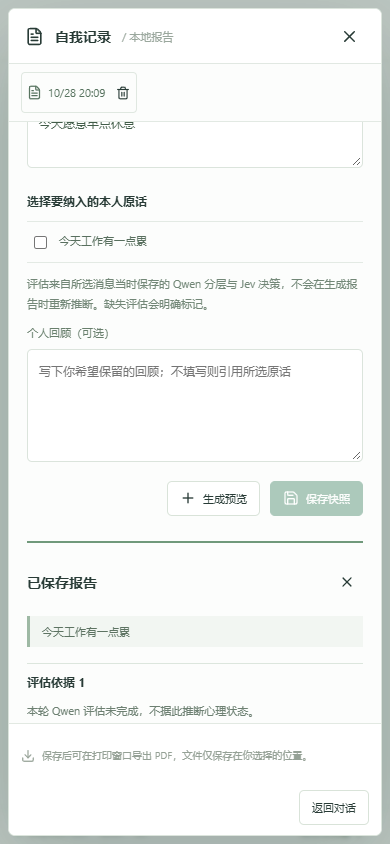 自我记录 / 本地报告
10/28 20:09
今天愿意早点休息
选择要纳入的本人原话
今天工作有一点累
评估来自所选消息当时保存的 Qwen 分层与 Jev 决策，不会在生成报
告时重新推断。缺失评估会明确标记。
个人回顾（可选）
写下你希望保留的回顾；不填写则引用所选原话
生成预览 保存快照
已保存报告
今天工作有一点累
评估依据 1
本轮 Qwen 评估未完成，不据此推断心理状态。
保存后可在打印窗口导出 PDF，文件仅保存在你选择的位置。
返回对话